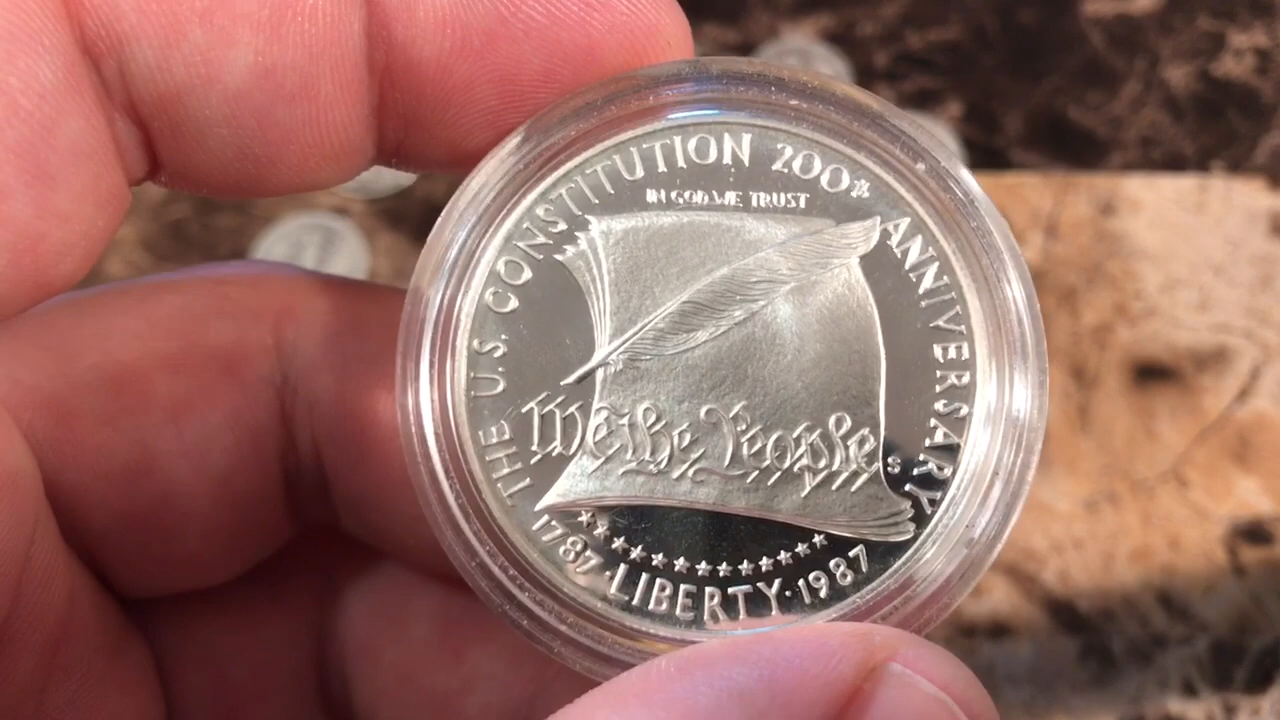 THE U.S. CONSTITUTION 200TH ANNIVERSARY
IN GOD WE TRUST
We the People
S
1787 · LIBERTY · 1987